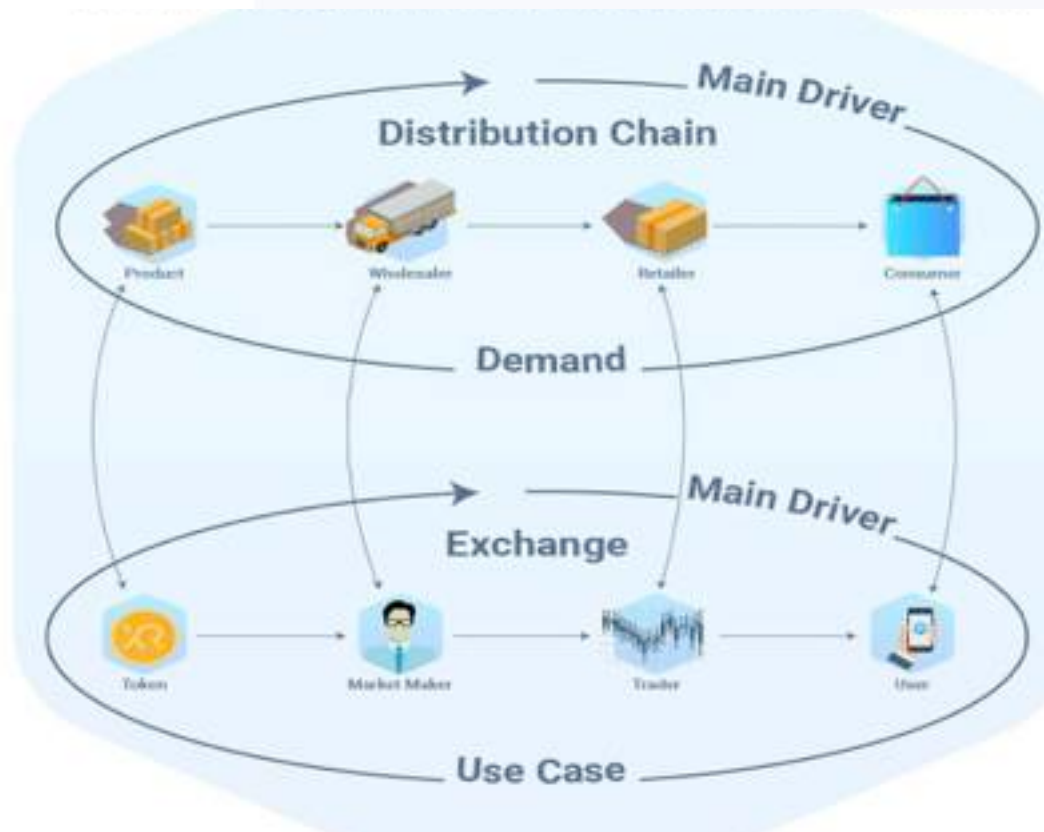 Main Driver
Distribution Chain
Product
Wholesaler
Retailer
Consumer
Demand
Main Driver
Exchange
Token
Market Maker
Trader
User
Use Case